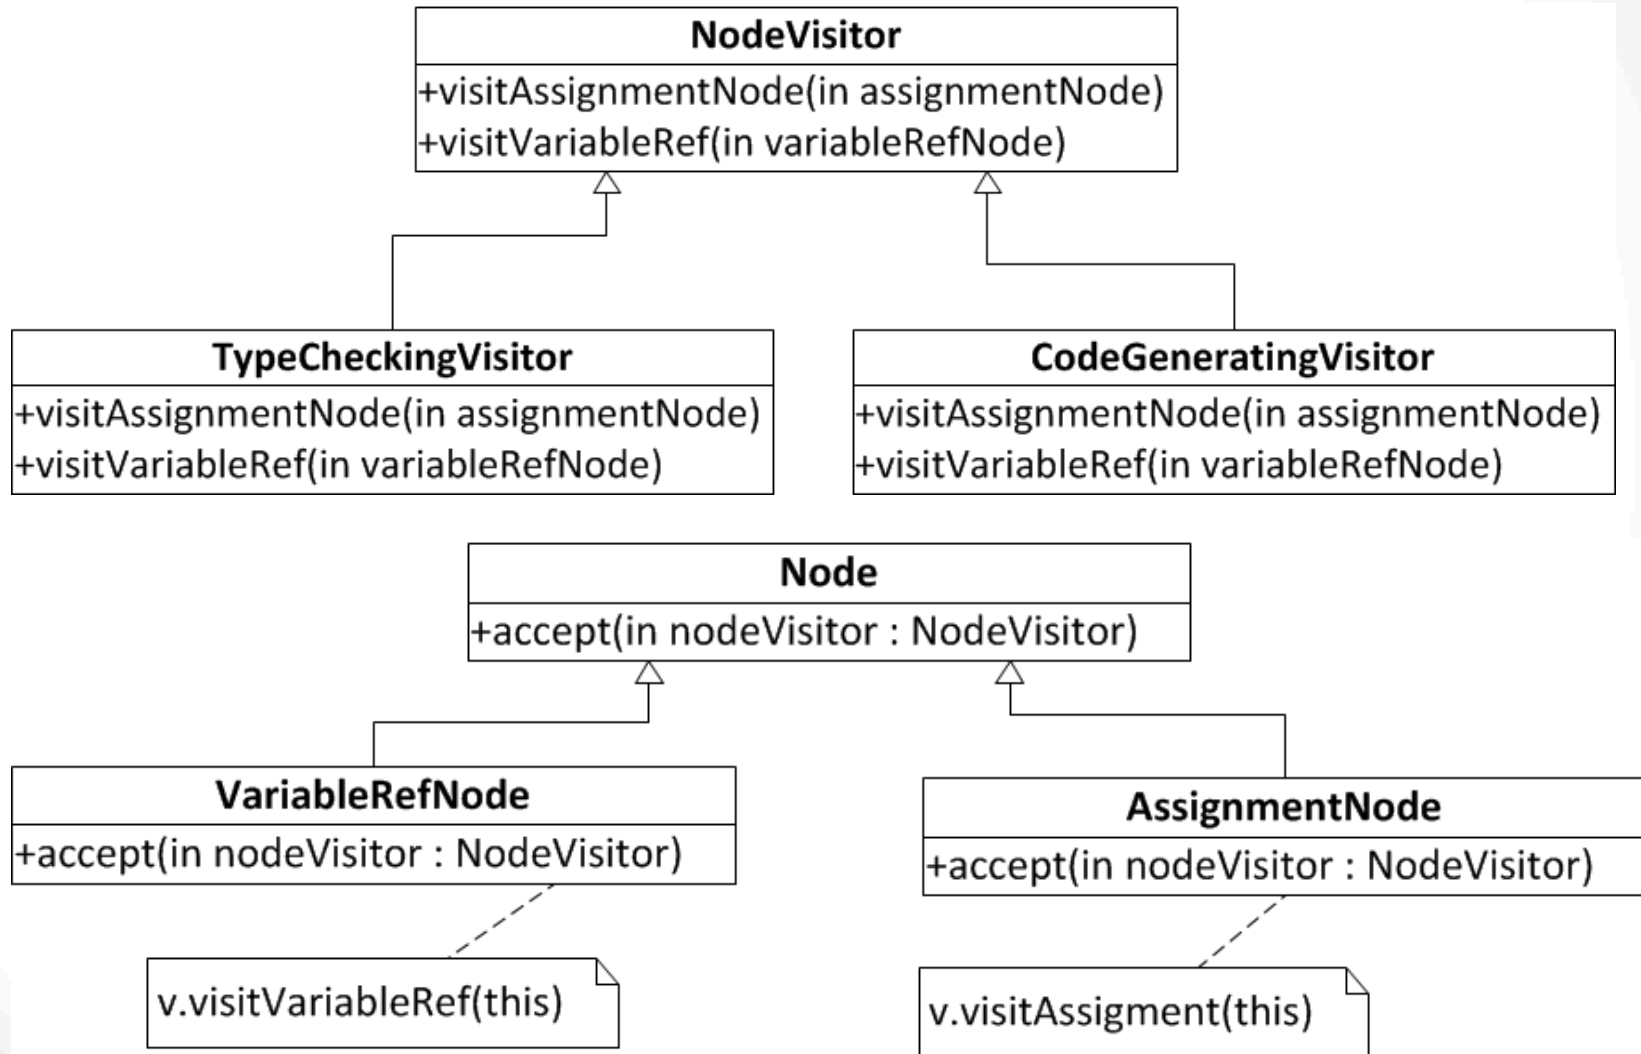 NodeVisitor
+visitAssignmentNode(in assignmentNode)
+visitVariableRef(in variableRefNode)
TypeCheckingVisitor
+visitAssignmentNode(in assignmentNode)
+visitVariableRef(in variableRefNode)
CodeGeneratingVisitor
+visitAssignmentNode(in assignmentNode)
+visitVariableRef(in variableRefNode)
Node
+accept(in nodeVisitor : NodeVisitor)
VariableRefNode
+accept(in nodeVisitor : NodeVisitor)
AssignmentNode
+accept(in nodeVisitor : NodeVisitor)
v.visitVariableRef(this)
v.visitAssigment(this)